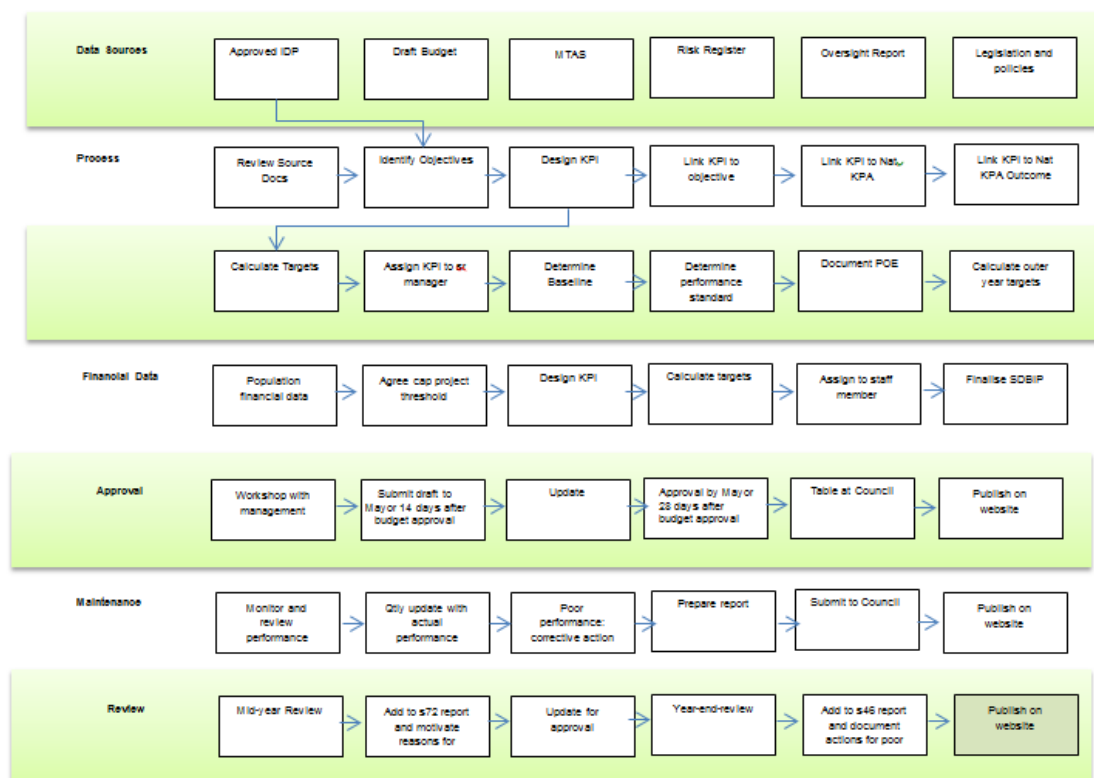 Data Sources
Approved IDP
Draft Budget
MTAS
Risk Register
Oversight Report
Legislation and
policies
Process
Review Source
Docs
Identify Objectives
Design KPI
Link KPI to
objective
Link KPI to Nat
KPA
Link KPI to Nat
KPA Outcome
Calculate Targets
Assign KPI to sr
manager
Determine
Baseline
Determine
performance
standard
Document POE
Calculate outer
year targets
Financial Data
Population
financial data
Agree cap project
threshold
Design KPI
Calculate targets
Assign to staff
member
Finalise SDBIP
Approval
Workshop with
management
Submit draft to
Mayor 14 days after
budget approval
Update
Approval by Mayor
28 days after
budget approval
Table at Council
Publish on
website
Maintenance
Monitor and
review
performance
Qtly update with
actual
performance
Poor
performance:
corrective action
Prepare report
Submit to Council
Publish on
website
Review
Mid-year Review
Add to s72 report
and motivate
reasons for
Update for
approval
Year-end-review
Add to s46 report
and document
actions for poor
Publish on
website